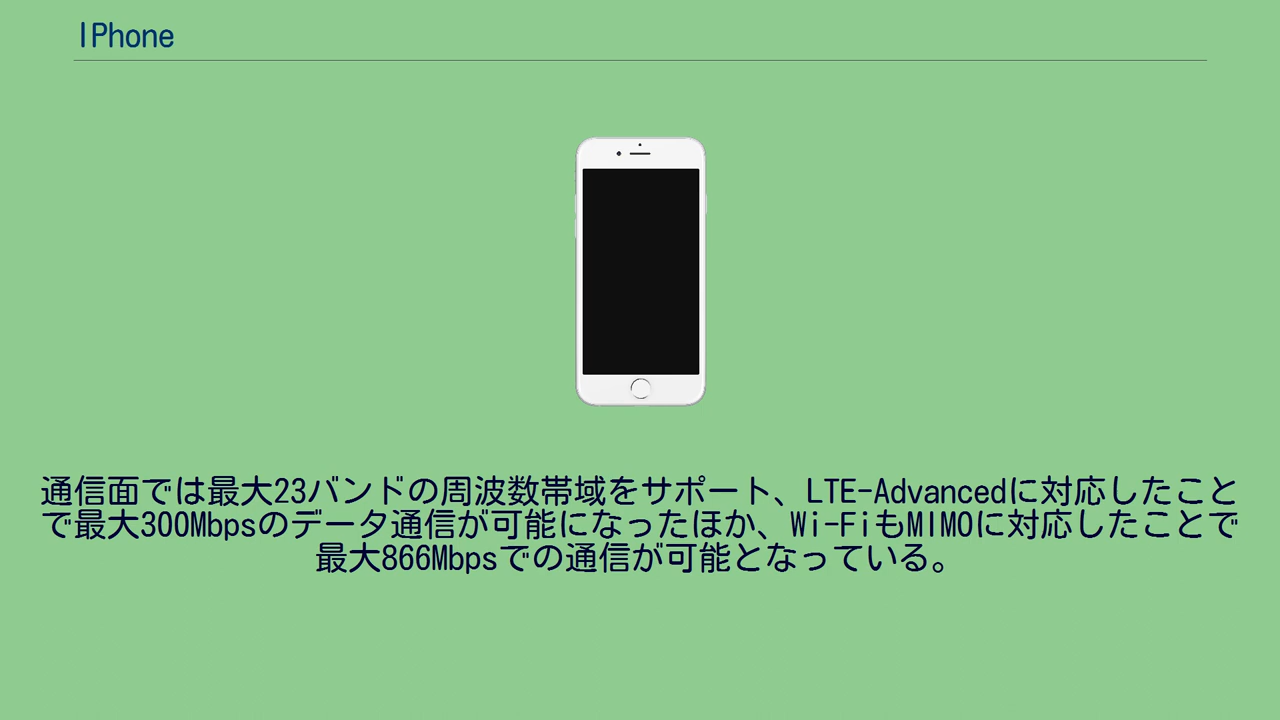 IPhone
通信面では最大23バンドの周波数帯域をサポート、LTE-Advancedに対応したこと
で最大300Mbpsのデータ通信が可能になったほか、Wi-FiもMIMOに対応したことで
最大866Mbpsでの通信が可能となっている。